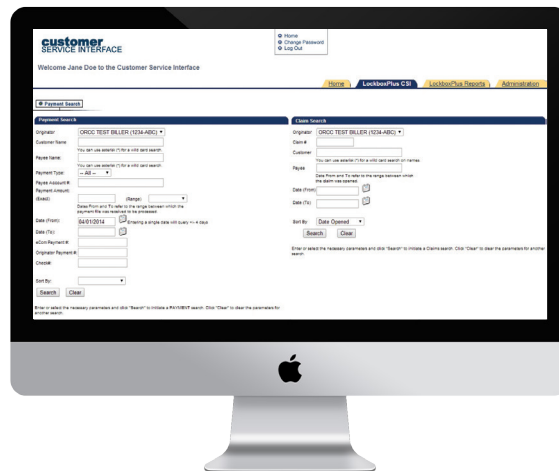 customer
SERVICE INTERFACE
Home
Change Password
Log Out
Welcome Jane Doe to the Customer Service Interface
Home
LockboxPlus CSI
LockboxPlus Reports
Administration
Payment Search
Payment Search
Originator
ORCC TEST BILLER (1234-ABC)
Customer Name
*You can use asterisk (*) for a wild card search
Payee Name:
*You can use asterisk (*) for a wild card search
Payment Type:
-- All --
Payee Account #:
Payment Amount:
(Exact)
(Range)
Dates From and To refer to the range between which the
payment file was received to be processed.
Date (From):
04/01/2014
Entering a single date will query +/- 4 days
Date (To):
eCom Payment #:
Originator Payment #:
Check#:
Sort By:
Search
Clear
Enter or select the necessary parameters and click "Search" to initiate a PAYMENT search. Click "Clear" to clear the parameters for
another search.
Claim Search
Originator
ORCC TEST BILLER (1234-ABC)
Claim #:
Customer
*You can use asterisk (*) for a wild card search on names
Payee
Dates From and To refer to the range between which
the claim was opened.
Date (From)
Date (To):
Sort By:
Date Opened
Search
Clear
Enter or select the necessary parameters and click "Search" to initiate a Claims search. Click "Clear" to clear the parameters for another
search.